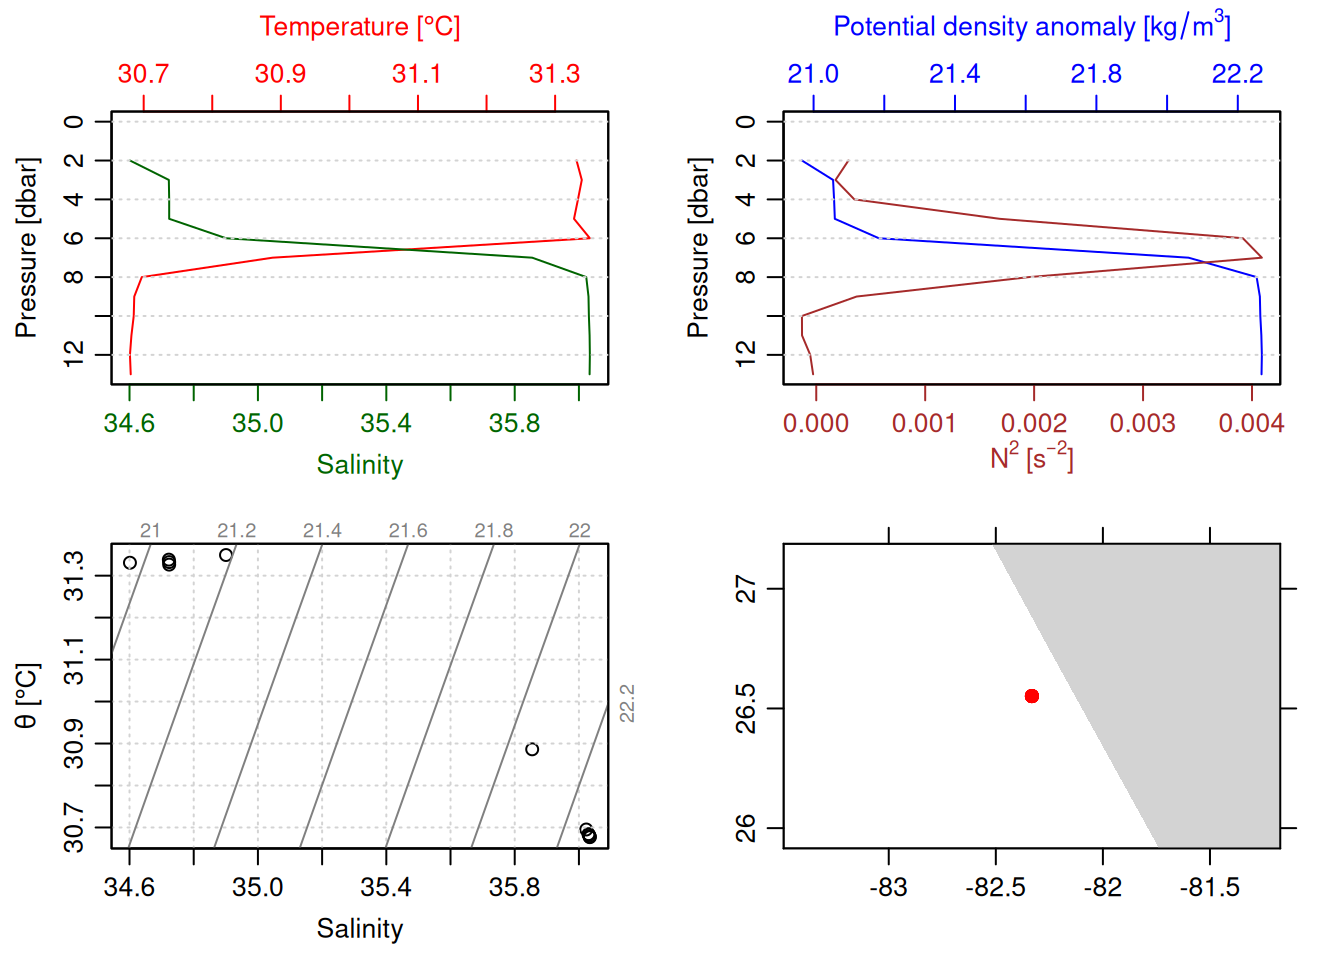 Temperature [°C]
30.7 30.9 31.1 31.3
Pressure [dbar]
0
2
4
6
8
12
34.6 35.0 35.4 35.8
Salinity
Potential density anomaly [kg/m³]
21.0 21.4 21.8 22.2
Pressure [dbar]
0
2
4
6
8
12
0.000 0.001 0.002 0.003 0.004
N² [s⁻²]
21 21.2 21.4 21.6 21.8 22
22.2
θ [°C]
31.3
31.1
30.9
30.7
34.6 35.0 35.4 35.8
Salinity
27
26.5
26
-83 -82.5 -82 -81.5